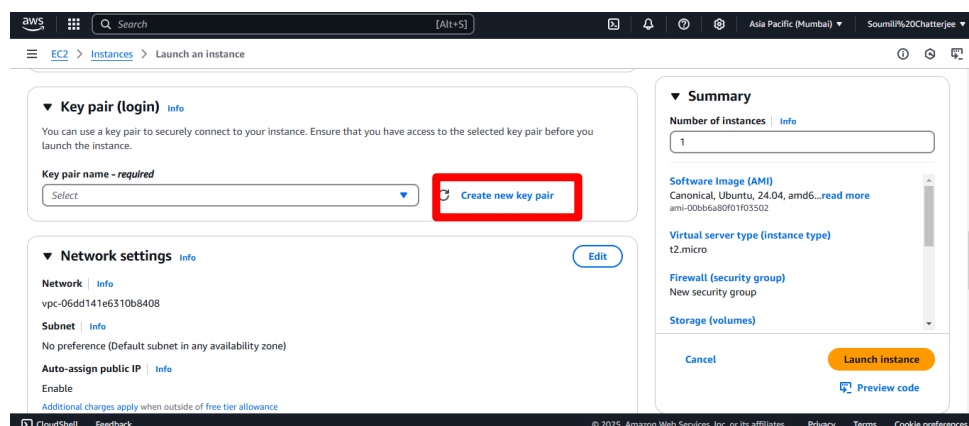 aws
Search
[Alt+S]
Asia Pacific (Mumbai)
Soumili%20Chatterjee
EC2 > Instances > Launch an instance
Key pair (login) Info
You can use a key pair to securely connect to your instance. Ensure that you have access to the selected key pair before you
launch the instance.
Key pair name - required
Select
Create new key pair
Network settings Info
Edit
Network Info
vpc-06dd141e6310b8408
Subnet Info
No preference (Default subnet in any availability zone)
Auto-assign public IP Info
Enable
Additional charges apply when outside of free tier allowance
Summary
Number of instances Info
1
Software Image (AMI)
Canonical, Ubuntu, 24.04, amd6...read more
ami-00bb6a80f01f03502
Virtual server type (instance type)
t2.micro
Firewall (security group)
New security group
Storage (volumes)
Cancel
Launch instance
Preview code
CloudShell Feedback
© 2025, Amazon Web Services, Inc. or its affiliates. Privacy Terms Cookie preferences